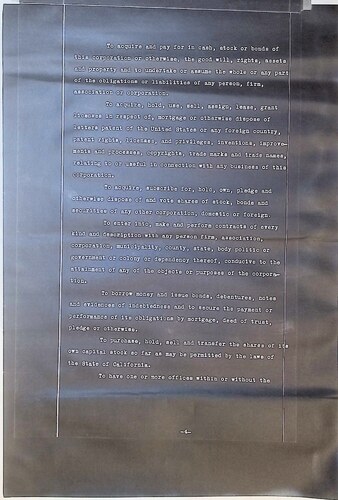 To acquire and pay for in cash, stock or bonds of
this corporation or otherwise, the good will, rights, assets
and property and to undertake or assume the whole or any part
of the obligations or liabilities of any person, firm,
association or corporation.
To acquire, hold, use, sell, assign, lease, grant
licenses in respect of, mortgage or otherwise dispose of
letters patent of the United States or any foreign country,
patent rights, licenses, and privileges, inventions, improve-
ments and processes, copyrights, trade marks and trade names,
relating to or useful in connection with any business of this
corporation.
To acquire, subscribe for, hold, own, pledge and
otherwise dispose of and vote shares of stock, bonds and
securities of any other corporation, domestic or foreign.
To enter into, make and perform contracts of every
kind and description with any person firm, association,
corporation, municipality, county, state, body politic or
government or colony or dependency thereof, conducive to the
attainment of any of the objects or purposes of the corpora-
tion.
To borrow money and issue bonds, debentures, notes
and evidences of indebtedness and to secure the payment or
performance of its obligations by mortgage, deed of trust,
pledge or otherwise.
To purchase, hold, sell and transfer the shares of its
own capital stock so far as may be permitted by the laws of
the State of California.
To have one or more offices within or without the
-4-